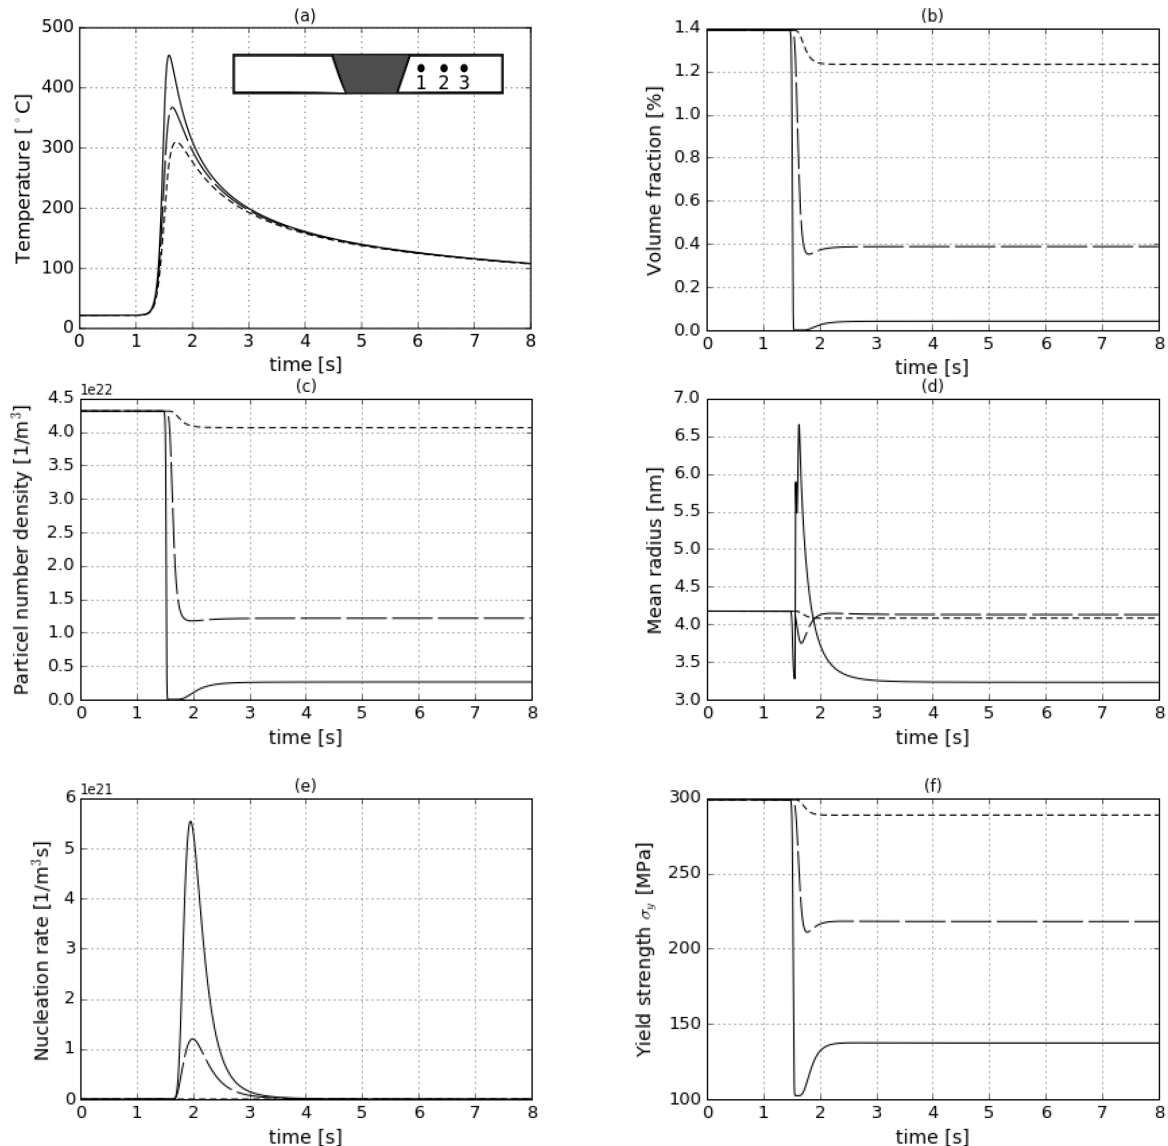 (a)
Temperature [°C]
500
400
300
200
100
0
1 2 3
0 1 2 3 4 5 6 7 8
time [s]
(b)
Volume fraction [%]
1.4
1.2
1.0
0.8
0.6
0.4
0.2
0.0
0 1 2 3 4 5 6 7 8
time [s]
(c)
1e22
Particel number density [1/m³]
4.5
4.0
3.5
3.0
2.5
2.0
1.5
1.0
0.5
0.0
0 1 2 3 4 5 6 7 8
time [s]
(d)
Mean radius [nm]
7.0
6.5
6.0
5.5
5.0
4.5
4.0
3.5
3.0
0 1 2 3 4 5 6 7 8
time [s]
(e)
1e21
Nucleation rate [1/m³s]
6
5
4
3
2
1
0
0 1 2 3 4 5 6 7 8
time [s]
(f)
Yield strength σy [MPa]
300
250
200
150
100
0 1 2 3 4 5 6 7 8
time [s]